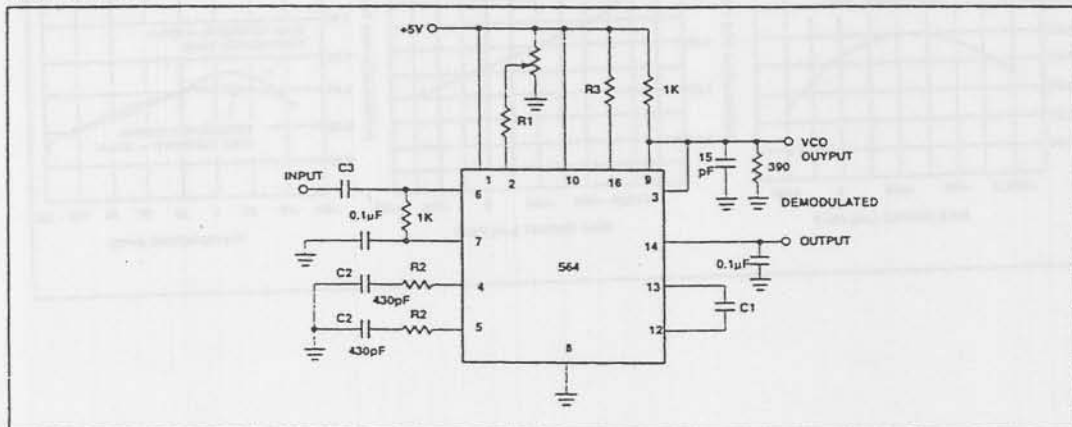 +5V
R3
1K
R1
15
pF
VCO
OUYPUT
390
C3
INPUT
1
2
10
16
9
6
3
DEMODULATED
0.1µF
1K
7
14
OUTPUT
564
0.1µF
C2
R2
4
13
430pF
C1
C2
R2
5
12
430pF
8